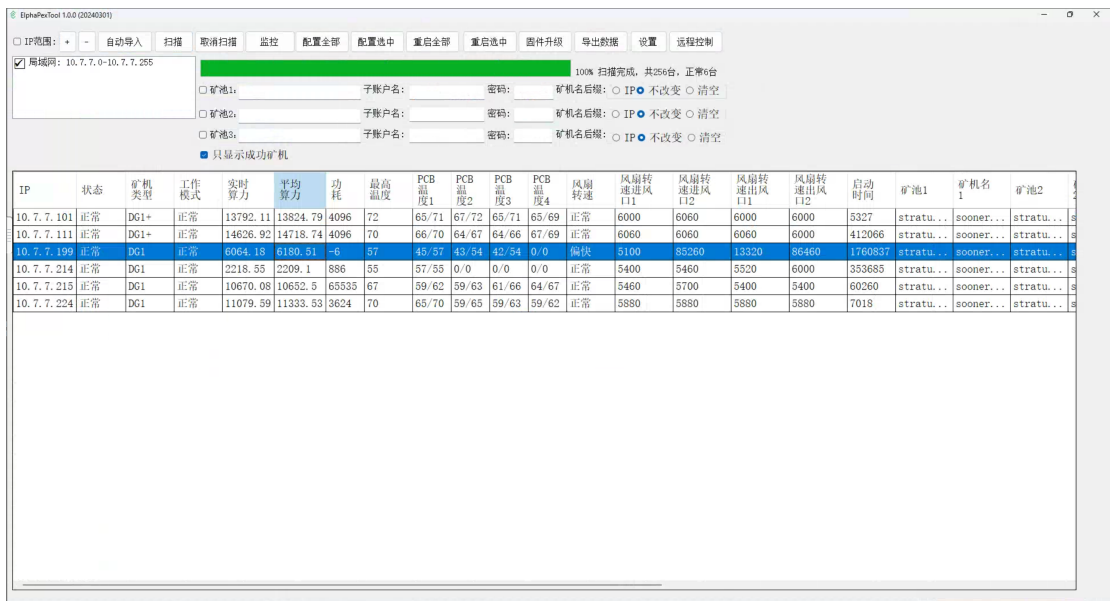 ElphaPexTool 1.0.0 (20240301)
IP范围: + - 自动导入 扫描 取消扫描 监控 配置全部 配置选中 重启全部 重启选中 固件升级 导出数据 设置 远程控制
局域网: 10.7.7.0-10.7.7.255
100% 扫描完成, 共256台, 正常6台
矿池1: 子账户名: 密码: 矿机名后缀: IP 不改变 清空
矿池2: 子账户名: 密码: 矿机名后缀: IP 不改变 清空
矿池3: 子账户名: 密码: 矿机名后缀: IP 不改变 清空
只显示成功矿机
IP 状态 矿机类型 工作模式 实时算力 平均算力 功耗 最高温度 PCB温度1 PCB温度2 PCB温度3 PCB温度4 风扇转速 风扇转速进风口1 风扇转速进风口2 风扇转速出风口1 风扇转速出风口2 启动时间 矿池1 矿机名1 矿池2
10.7.7.101 正常 DG1+ 正常 13792.11 13824.79 4096 72 65/71 67/72 65/71 65/69 正常 6000 6060 6000 6000 5327 stratu... sooner... stratu... s
10.7.7.111 正常 DG1+ 正常 14626.92 14718.74 4096 70 66/70 64/67 64/66 67/69 正常 6060 6060 6060 6000 412066 stratu... sooner... stratu... s
10.7.7.199 正常 DG1 正常 6064.18 6180.51 -6 57 45/57 43/54 42/54 0/0 偏快 5100 85260 13320 86460 1760837 stratu... sooner... stratu... s
10.7.7.214 正常 DG1 正常 2218.55 2209.1 886 55 57/55 0/0 0/0 0/0 正常 5400 5460 5520 6000 353685 stratu... sooner... stratu... s
10.7.7.215 正常 DG1 正常 10670.08 10652.5 65535 67 59/62 59/63 61/66 64/67 正常 5460 5700 5400 5400 60260 stratu... sooner... stratu... s
10.7.7.224 正常 DG1 正常 11079.59 11333.53 3624 70 65/70 59/65 59/63 59/62 正常 5880 5880 5880 5880 7018 stratu... sooner... stratu... s